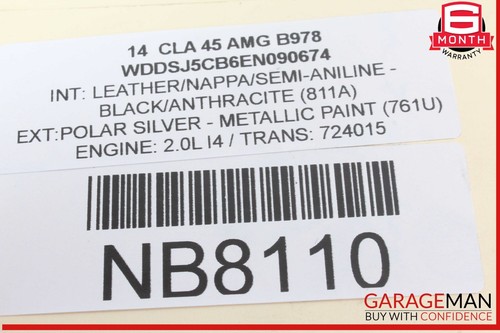 6
MONTH
WARRANTY
14 CLA 45 AMG B978
WDDSJ5CB6EN090674
INT: LEATHER/NAPPA/SEMI-ANILINE -
BLACK/ANTHRACITE (811A)
EXT:POLAR SILVER - METALLIC PAINT (761U)
ENGINE: 2.0L I4 / TRANS: 724015
NB8110
GARAGEMAN
BUY WITH CONFIDENCE